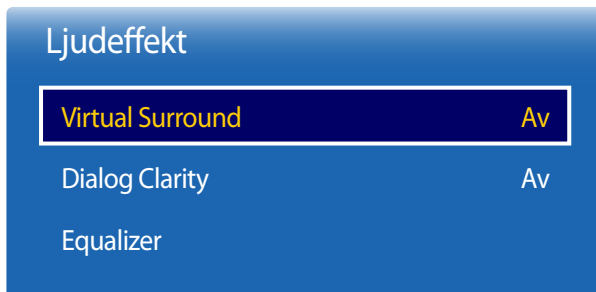 Ljudeffekt
Virtual Surround Av
Dialog Clarity Av
Equalizer